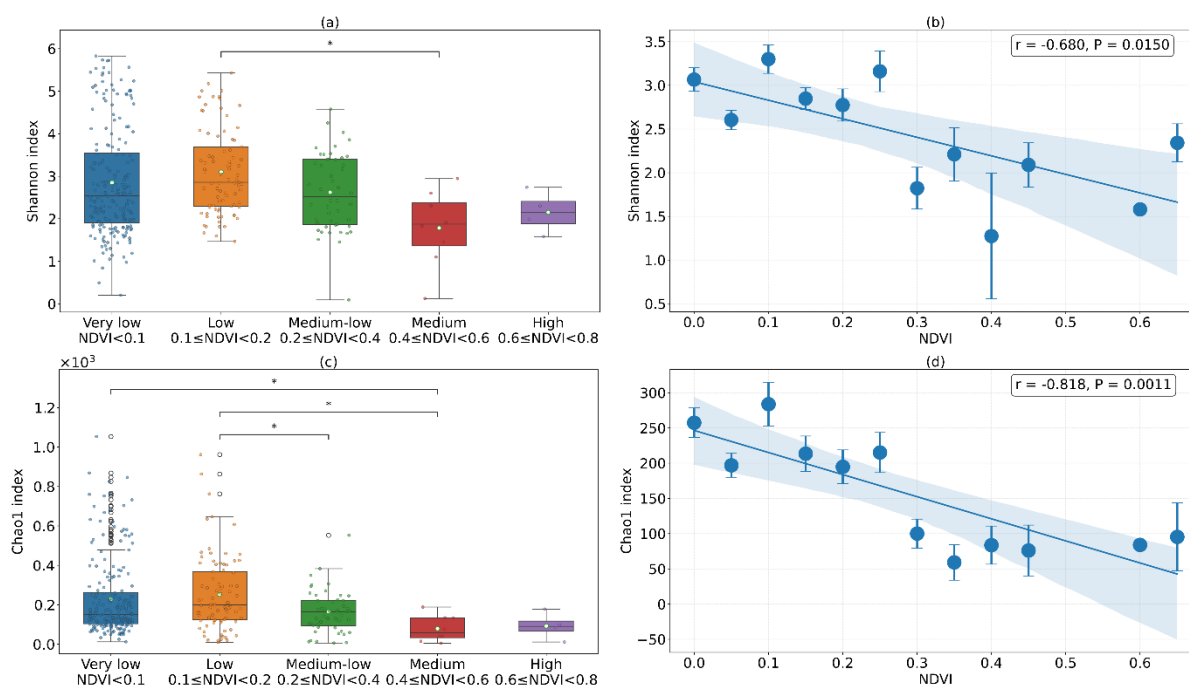 (a)
*
Shannon index
6
5
4
3
2
1
0
Very low Low Medium-low Medium High
NDVI<0.1 0.1≤NDVI<0.2 0.2≤NDVI<0.4 0.4≤NDVI<0.6 0.6≤NDVI<0.8
(b)
r = -0.680, P = 0.0150
Shannon index
3.5
3.0
2.5
2.0
1.5
1.0
0.5
0.0 0.1 0.2 0.3 0.4 0.5 0.6
NDVI
×10³
(c)
*
*
*
Chao1 index
1.2
1.0
0.8
0.6
0.4
0.2
0.0
Very low Low Medium-low Medium High
NDVI<0.1 0.1≤NDVI<0.2 0.2≤NDVI<0.4 0.4≤NDVI<0.6 0.6≤NDVI<0.8
(d)
r = -0.818, P = 0.0011
Chao1 index
300
250
200
150
100
50
0
−50
0.0 0.1 0.2 0.3 0.4 0.5 0.6
NDVI